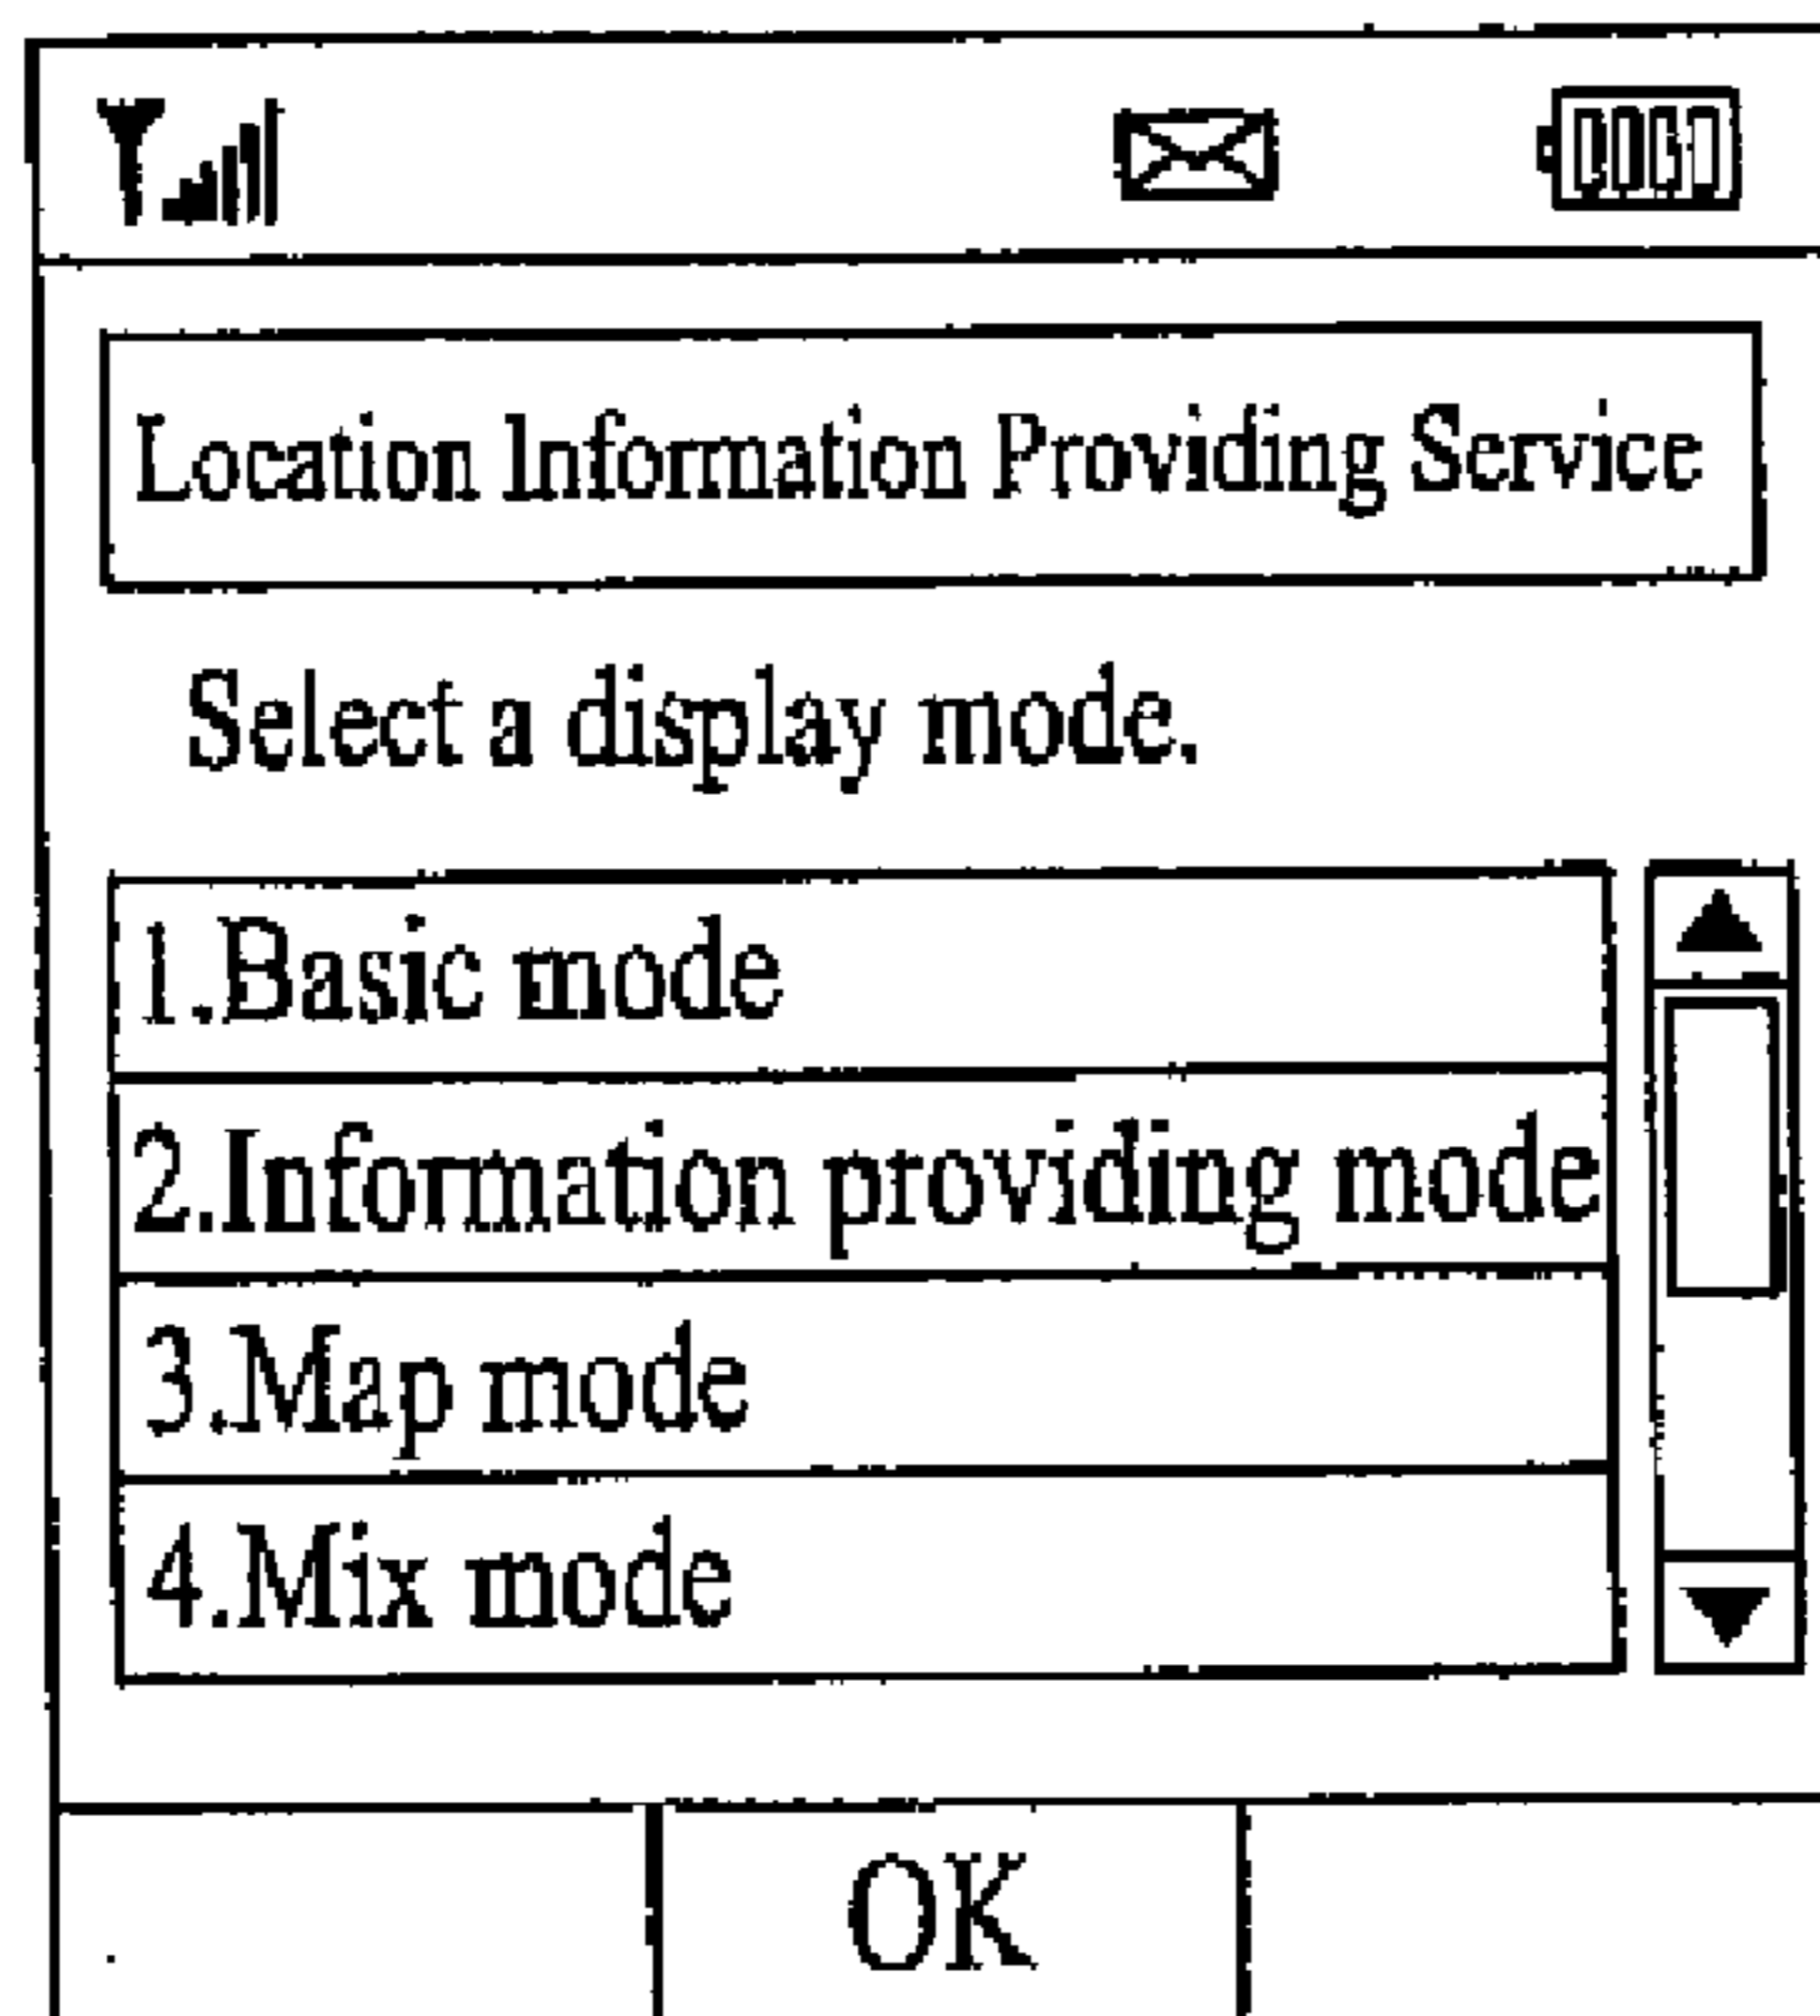 Location Information Providing Service
Select a display mode.
1.Basic mode
2.Information providing mode
3.Map mode
4.Mix mode
OK